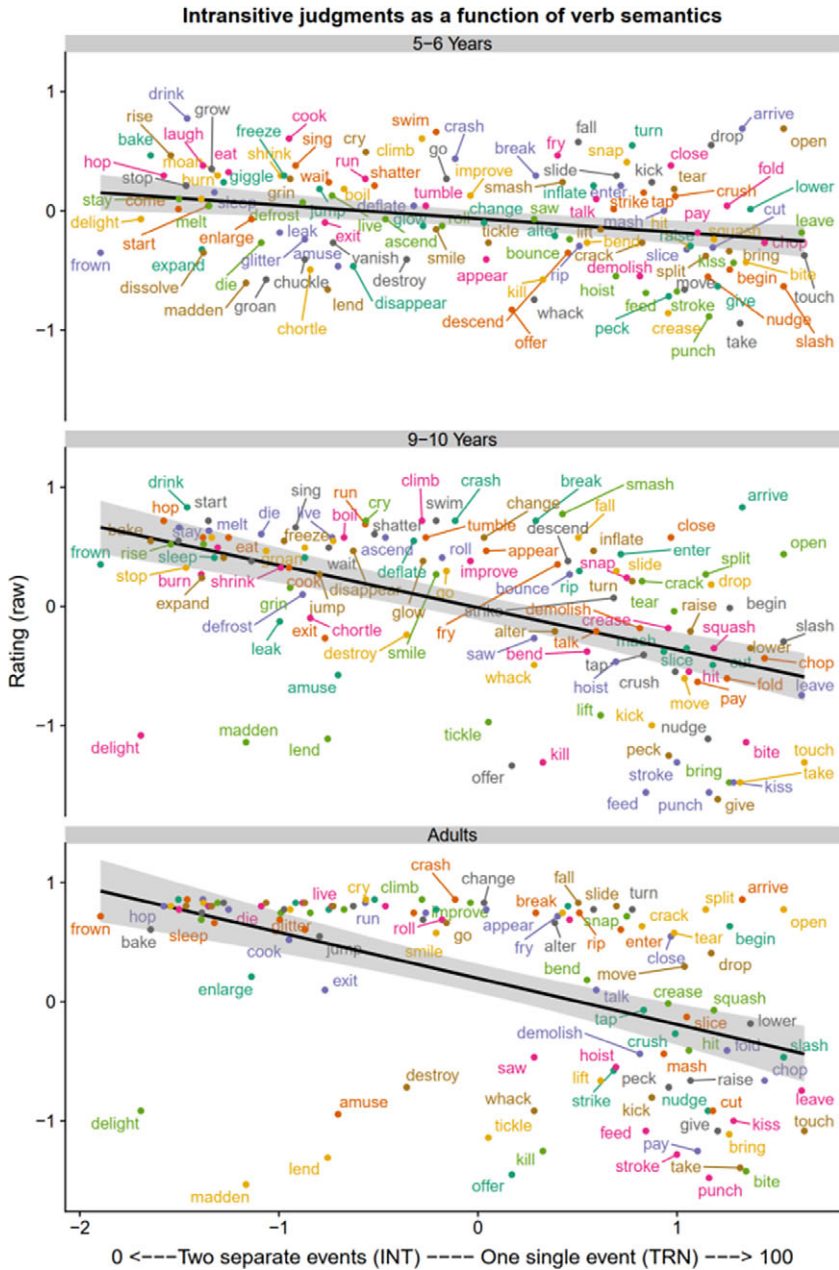 Intransitive judgments as a function of verb semantics
5−6 Years
drink
grow
rise
cook
swim
crash
fall
arrive
laugh
eat
freeze
cry
climb
go
break
fry
snap
turn
drop
open
bake
moan
shrink
sing
shatter
slide
kick
close
hop
burn
giggle
wait
run
improve
smash
enter
tear
fold
stop
grin
boil
tumble
inflate
strike
tap
crush
lower
stay
come
sleep
jump
deflate
change
saw
talk
pay
cut
melt
defrost
live
glow
roll
alter
lift
mash
hit
squash
leave
delight
start
enlarge
leak
exit
ascend
smile
tickle
bounce
bend
raise
chop
frown
expand
glitter
amuse
vanish
appear
rip
crack
slice
kiss
bring
dissolve
die
chuckle
destroy
kill
demolish
split
begin
bite
touch
madden
groan
chortle
lend
disappear
descend
whack
hoist
feed
move
stroke
give
nudge
offer
peck
crease
punch
take
slash
1
0
−1
9−10 Years
drink
start
sing
run
cry
climb
swim
crash
break
smash
arrive
hop
melt
die
live
boil
shatter
tumble
change
fall
close
bake
stay
eat
freeze
wait
ascend
roll
appear
descend
inflate
enter
split
open
frown
rise
sleep
groan
disappear
deflate
improve
bounce
rip
snap
slide
crack
drop
stop
burn
shrink
cook
glow
go
turn
tear
raise
begin
expand
grin
jump
smile
fry
strike
demolish
crease
squash
slash
defrost
chortle
alter
talk
mash
slice
cut
lower
chop
leak
exit
destroy
saw
bend
tap
hit
fold
leave
amuse
whack
hoist
crush
move
pay
delight
madden
lend
tickle
lift
kick
nudge
bite
touch
offer
kill
peck
stroke
bring
kiss
take
feed
punch
give
1
0
−1
Rating (raw)
Adults
crash
change
fall
turn
split
arrive
frown
hop
die
live
cry
climb
improve
appear
break
slide
snap
crack
open
bake
sleep
glitter
run
roll
go
fry
alter
rip
enter
tear
begin
cook
jump
smile
close
drop
enlarge
exit
bend
move
talk
crease
squash
tap
slice
lower
demolish
crush
hit
fold
slash
saw
hoist
mash
chop
destroy
lift
strike
peck
raise
leave
delight
amuse
whack
kick
nudge
cut
kiss
touch
tickle
feed
give
bring
lend
kill
pay
madden
offer
stroke
take
bite
punch
1
0
−1
−2
−1
0
1
0 <−−−−Two separate events (INT) −−−− One single event (TRN) −−−> 100